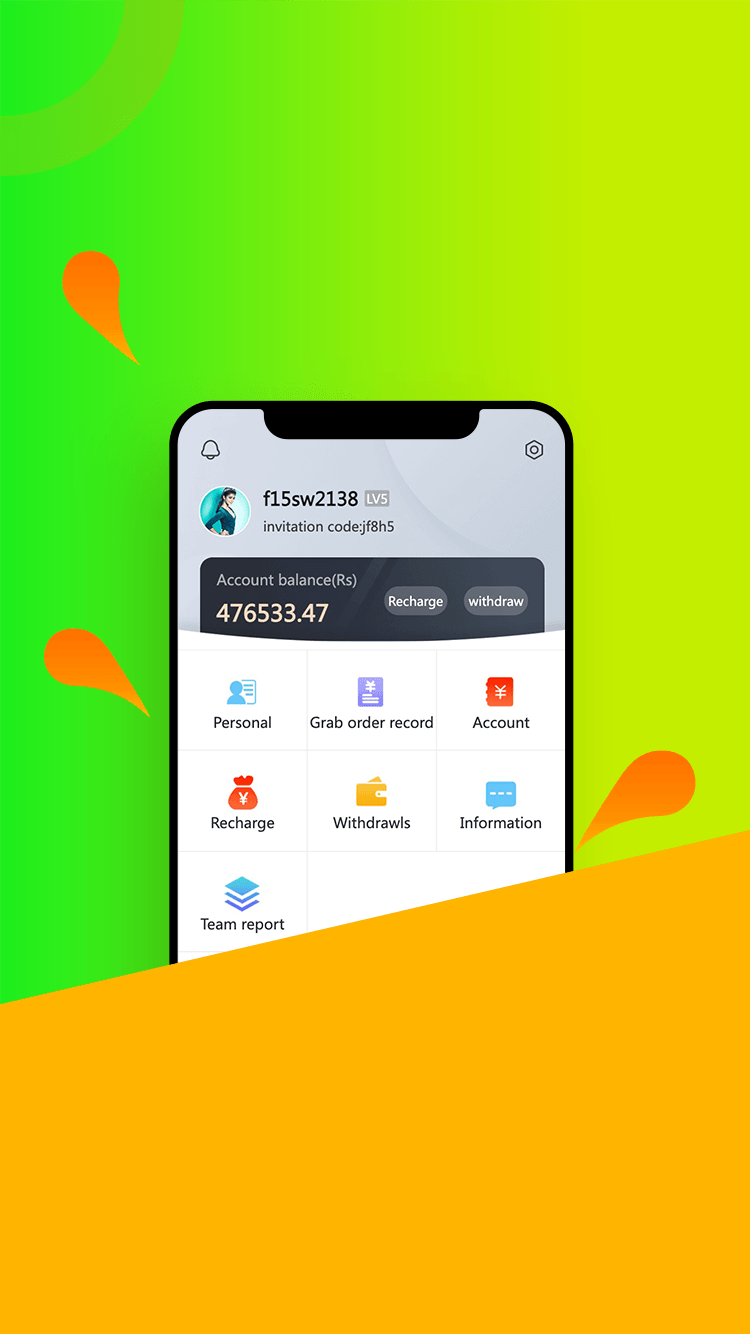 f15sw2138 LV5
invitation code:jf8h5
Account balance(Rs)
476533.47
Recharge
withdraw
Personal
Grab order record
Account
Recharge
Withdrawls
Information
Team report